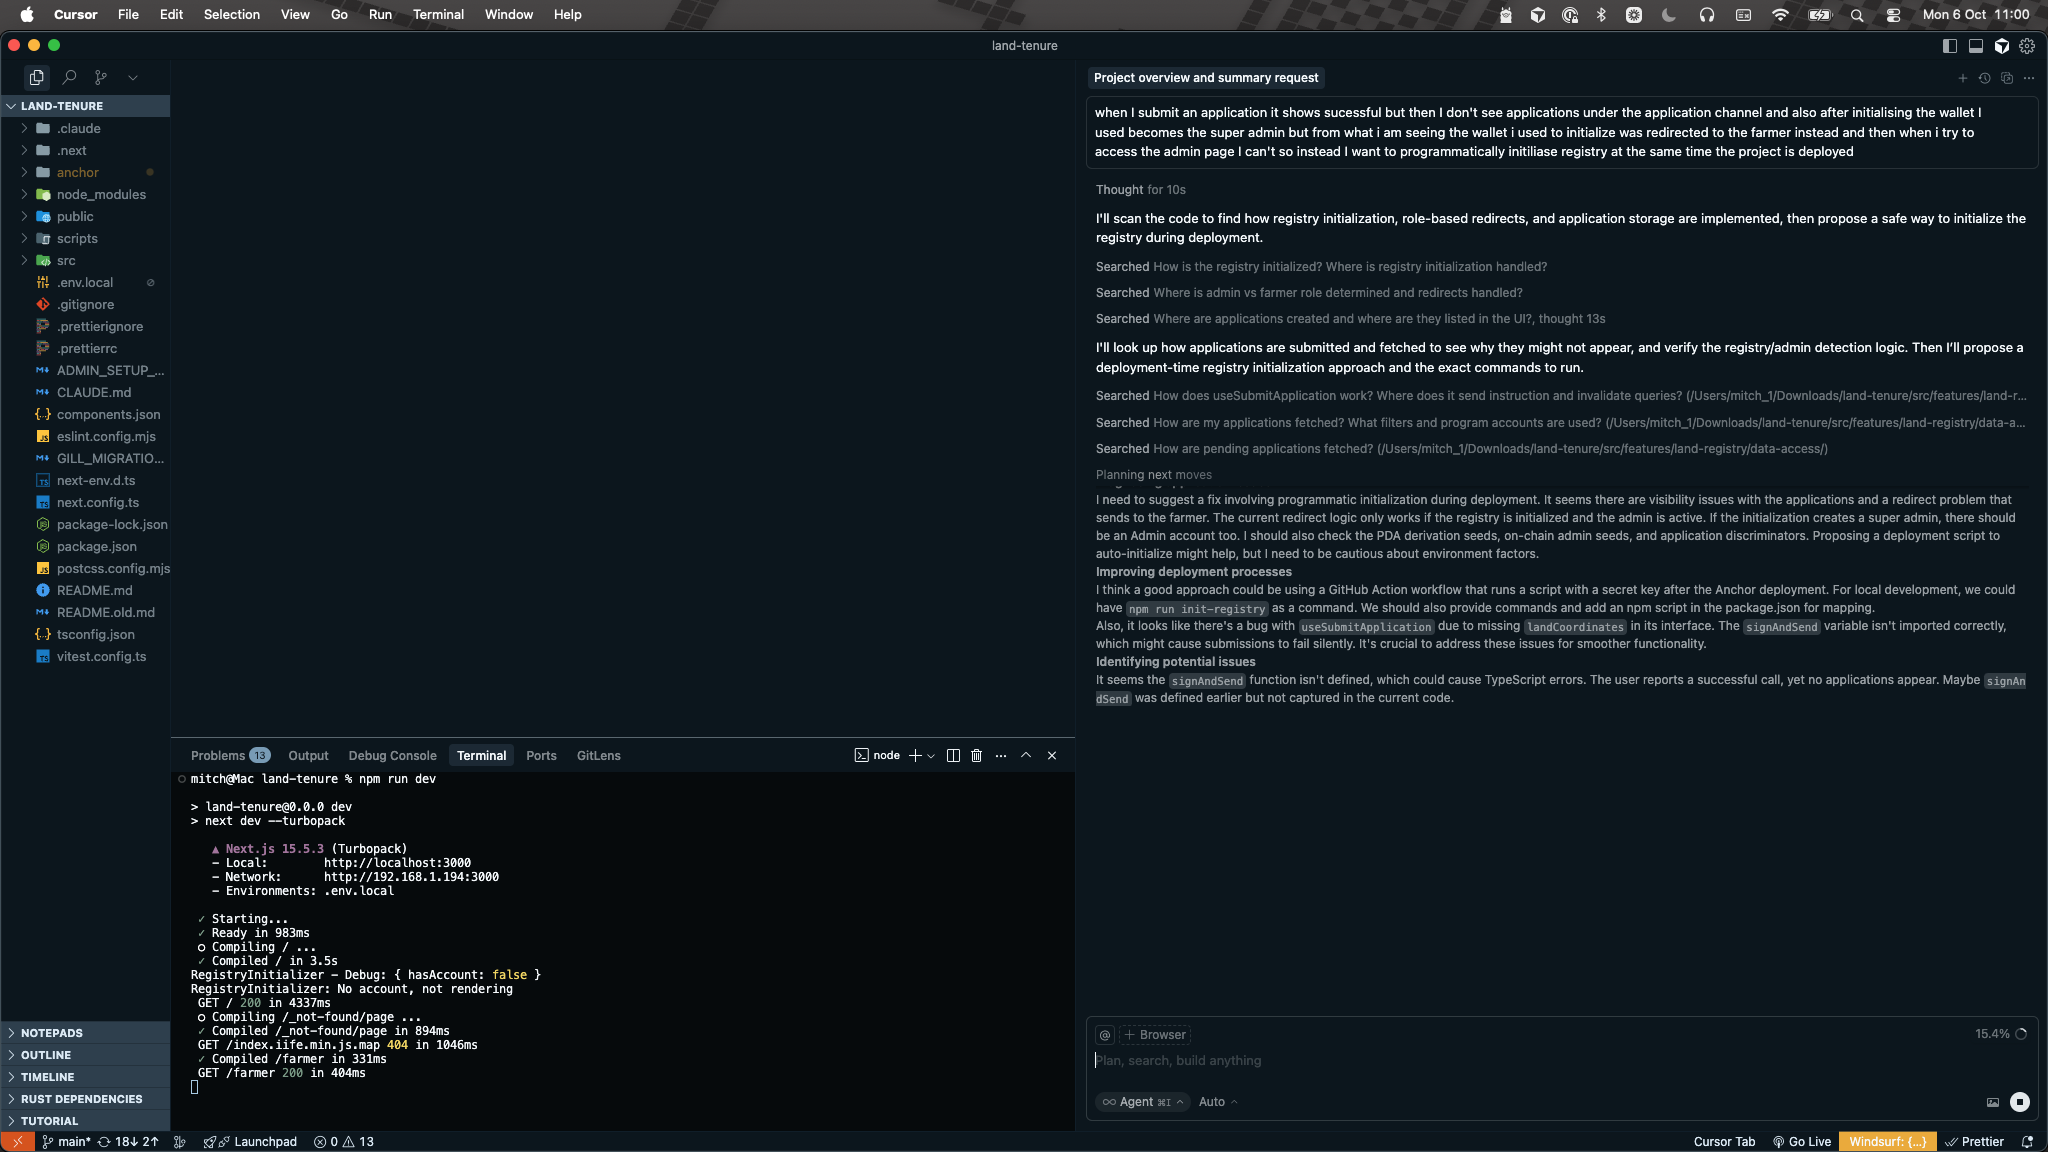 Cursor File Edit Selection View Go Run Terminal Window Help
Mon 6 Oct 11:00
land-tenure
LAND-TENURE
.claude
.next
anchor
node_modules
public
scripts
src
.env.local
.gitignore
.prettierignore
.prettierrc
ADMIN_SETUP_...
CLAUDE.md
components.json
eslint.config.mjs
GILL_MIGRATIO...
next-env.d.ts
next.config.ts
package-lock.json
package.json
postcss.config.mjs
README.md
README.old.md
tsconfig.json
vitest.config.ts
NOTEPADS
OUTLINE
TIMELINE
RUST DEPENDENCIES
TUTORIAL
Problems 13 Output Debug Console Terminal Ports GitLens
node
mitch@Mac land-tenure % npm run dev
> land-tenure@0.0.0 dev
> next dev --turbopack
▲ Next.js 15.5.3 (Turbopack)
- Local: http://localhost:3000
- Network: http://192.168.1.194:3000
- Environments: .env.local
✓ Starting...
✓ Ready in 983ms
○ Compiling / ...
✓ Compiled / in 3.5s
RegistryInitializer - Debug: { hasAccount: false }
RegistryInitializer: No account, not rendering
GET / 200 in 4337ms
○ Compiling /_not-found/page ...
✓ Compiled /_not-found/page in 894ms
GET /index.iife.min.js.map 404 in 1046ms
✓ Compiled /farmer in 331ms
GET /farmer 200 in 404ms
Project overview and summary request
when I submit an application it shows sucessful but then I don't see applications under the application channel and also after initialising the wallet I
used becomes the super admin but from what i am seeing the wallet i used to initialize was redirected to the farmer instead and then when i try to
access the admin page I can't so instead I want to programmatically initiliase registry at the same time the project is deployed
Thought for 10s
I'll scan the code to find how registry initialization, role-based redirects, and application storage are implemented, then propose a safe way to initialize the
registry during deployment.
Searched How is the registry initialized? Where is registry initialization handled?
Searched Where is admin vs farmer role determined and redirects handled?
Searched Where are applications created and where are they listed in the UI?, thought 13s
I'll look up how applications are submitted and fetched to see why they might not appear, and verify the registry/admin detection logic. Then I'll propose a
deployment-time registry initialization approach and the exact commands to run.
Searched How does useSubmitApplication work? Where does it send instruction and invalidate queries? (/Users/mitch_1/Downloads/land-tenure/src/features/land-r...
Searched How are my applications fetched? What filters and program accounts are used? (/Users/mitch_1/Downloads/land-tenure/src/features/land-registry/data-a...
Searched How are pending applications fetched? (/Users/mitch_1/Downloads/land-tenure/src/features/land-registry/data-access/)
Planning next moves
I need to suggest a fix involving programmatic initialization during deployment. It seems there are visibility issues with the applications and a redirect problem that
sends to the farmer. The current redirect logic only works if the registry is initialized and the admin is active. If the initialization creates a super admin, there should
be an Admin account too. I should also check the PDA derivation seeds, on-chain admin seeds, and application discriminators. Proposing a deployment script to
auto-initialize might help, but I need to be cautious about environment factors.
Improving deployment processes
I think a good approach could be using a GitHub Action workflow that runs a script with a secret key after the Anchor deployment. For local development, we could
have npm run init-registry as a command. We should also provide commands and add an npm script in the package.json for mapping.
Also, it looks like there's a bug with useSubmitApplication due to missing landCoordinates in its interface. The signAndSend variable isn't imported correctly,
which might cause submissions to fail silently. It's crucial to address these issues for smoother functionality.
Identifying potential issues
It seems the signAndSend function isn't defined, which could cause TypeScript errors. The user reports a successful call, yet no applications appear. Maybe signAn
dSend was defined earlier but not captured in the current code.
@ + Browser 15.4%
Plan, search, build anything
Agent ⌘I Auto
main* 18↓ 2↑ Launchpad 0 13
Cursor Tab Go Live Windsurf: {...} Prettier